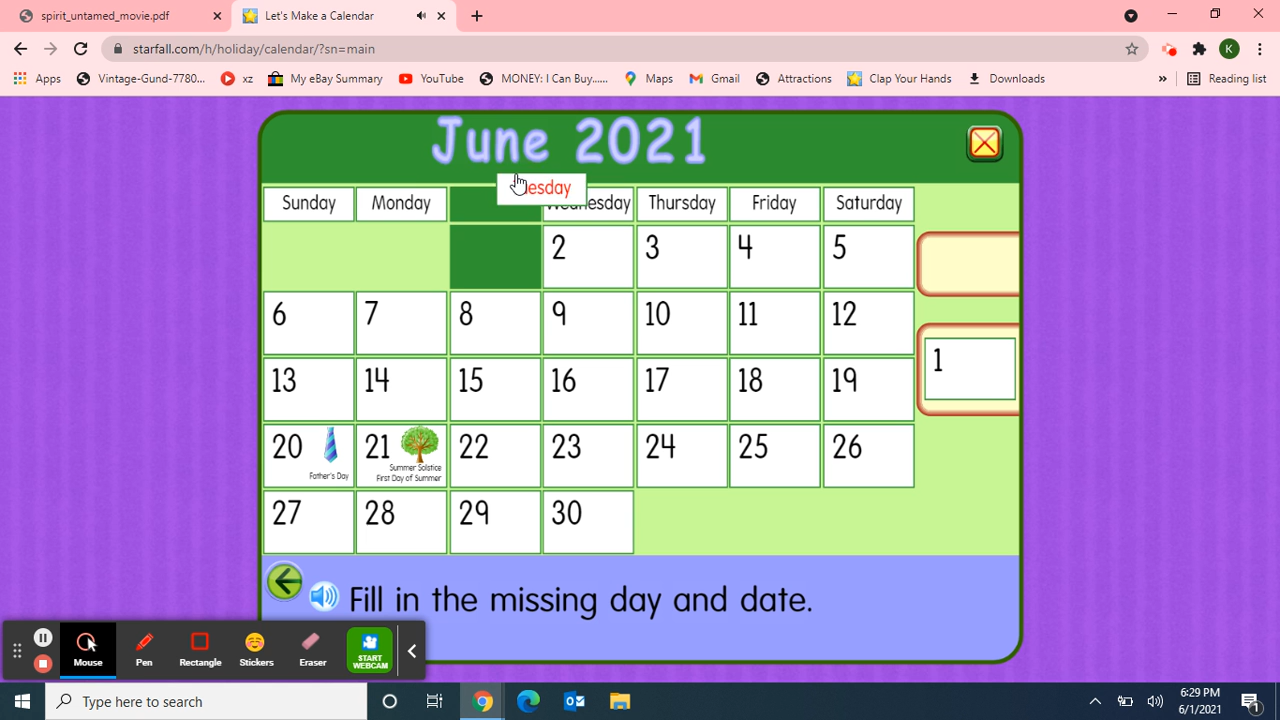 spirit_untamed_movie.pdf
Let's Make a Calendar
starfall.com/h/holiday/calendar/?sn=main
K
Apps Vintage-Gund-7780... xz My eBay Summary YouTube MONEY: I Can Buy...... Maps Gmail Attractions Clap Your Hands Downloads » Reading list
June 2021
Sunday Monday Thursday Friday Saturday
2 3 4 5
6 7 8 9 10 11 12
1
13 14 15 16 17 18 19
20 21 22 23 24 25 26
Father's Day Summer Solstice
First Day of Summer
27 28 29 30
Fill in the missing day and date.
Mouse Pen Rectangle Stickers Eraser START
WEBCAM
Type here to search
6:29 PM
6/1/2021
1